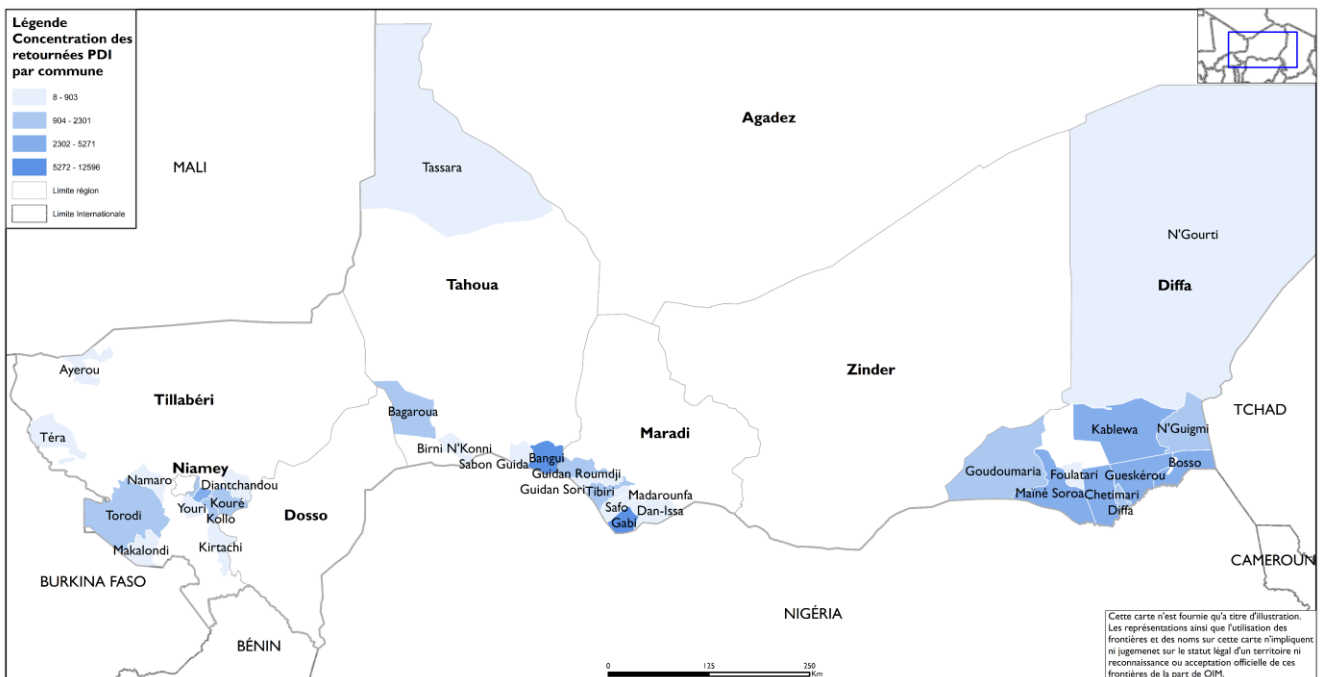 Légende
Concentration des
retournées PDI
par commune
8 - 903
904 - 2301
2302 - 5271
5272 - 12596
Limite région
Limite Internationale
MALI
Agadez
Tassara
N'Gourti
Tahoua
Diffa
Ayerou
Zinder
Tillabéri
Bagaroua
TCHAD
Téra
Maradi
Kablewa
N'Guigmi
Birni N'Konni
Sabon Guida
Bangui
Niamey
Namaro
Diantchandou
Guidan Roumdji
Goudoumaria
Foulatari
Gueskérou
Bosso
Guidan Sori
Tibiri
Madarounfa
Maïné Soroa
Chetimari
Youri
Kouré
Torodi
Kollo
Dosso
Safo
Dan-Issa
Diffa
Gabi
Makalondi
Kirtachi
BURKINA FASO
CAMEROUN
NIGÉRIA
BÉNIN
0
125
250
Km
Cette carte n'est fournie qu'a titre d'illustration.
Les représentations ainsi que l'utilisation des
frontières et des noms sur cette carte n'impliquent
ni jugemenet sur le statut légal d'un territoire ni
reconnaissance ou acceptation officielle de ces
frontières de la part de OIM.